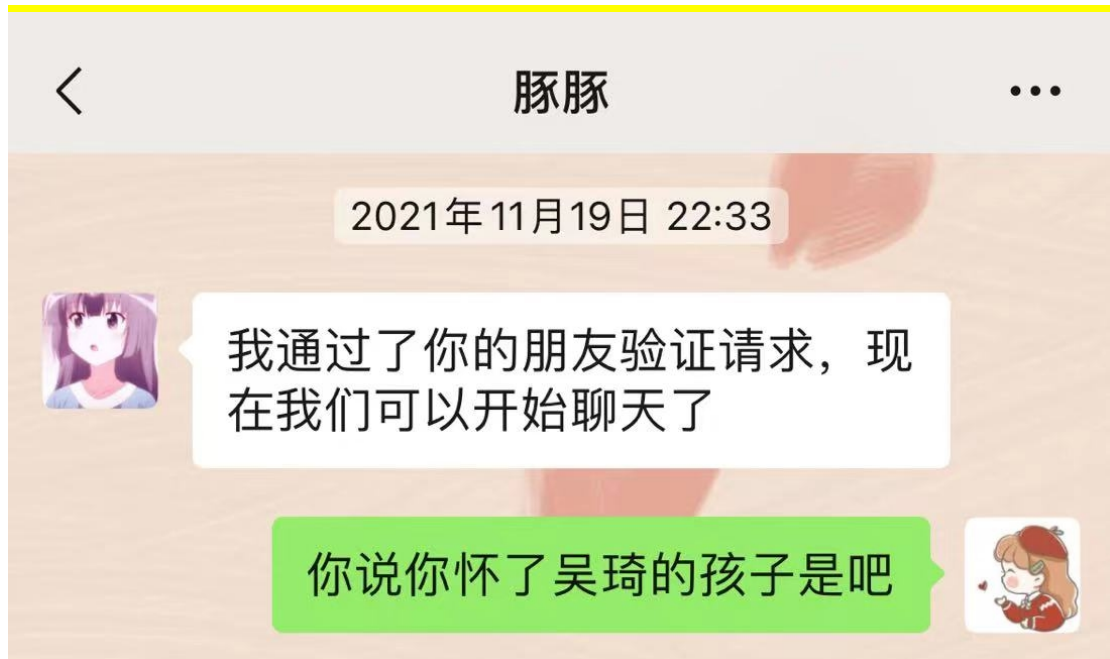 豚豚
2021年11月19日 22:33
我通过了你的朋友验证请求，现
在我们可以开始聊天了
你说你怀了吴琦的孩子是吧